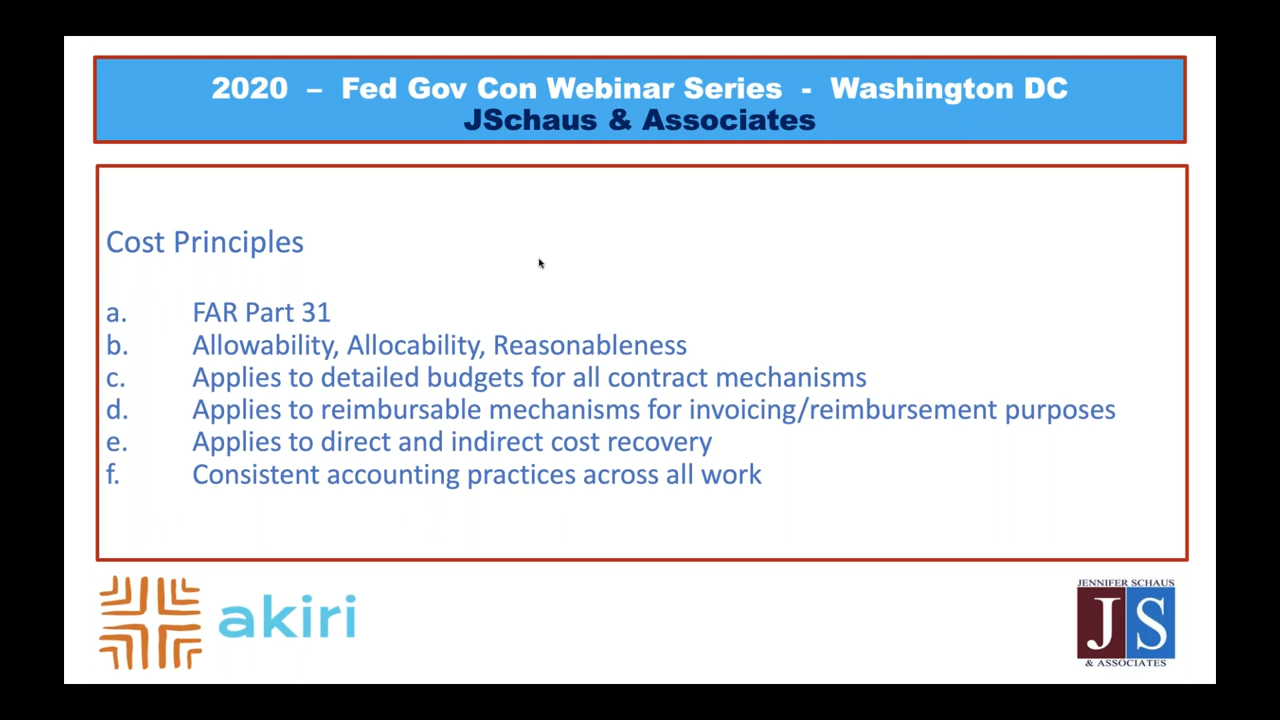 2020 – Fed Gov Con Webinar Series - Washington DC
JSchaus & Associates
Cost Principles
a. FAR Part 31
b. Allowability, Allocability, Reasonableness
c. Applies to detailed budgets for all contract mechanisms
d. Applies to reimbursable mechanisms for invoicing/reimbursement purposes
e. Applies to direct and indirect cost recovery
f. Consistent accounting practices across all work
akiri
JENNIFER SCHAUS
JS
& ASSOCIATES